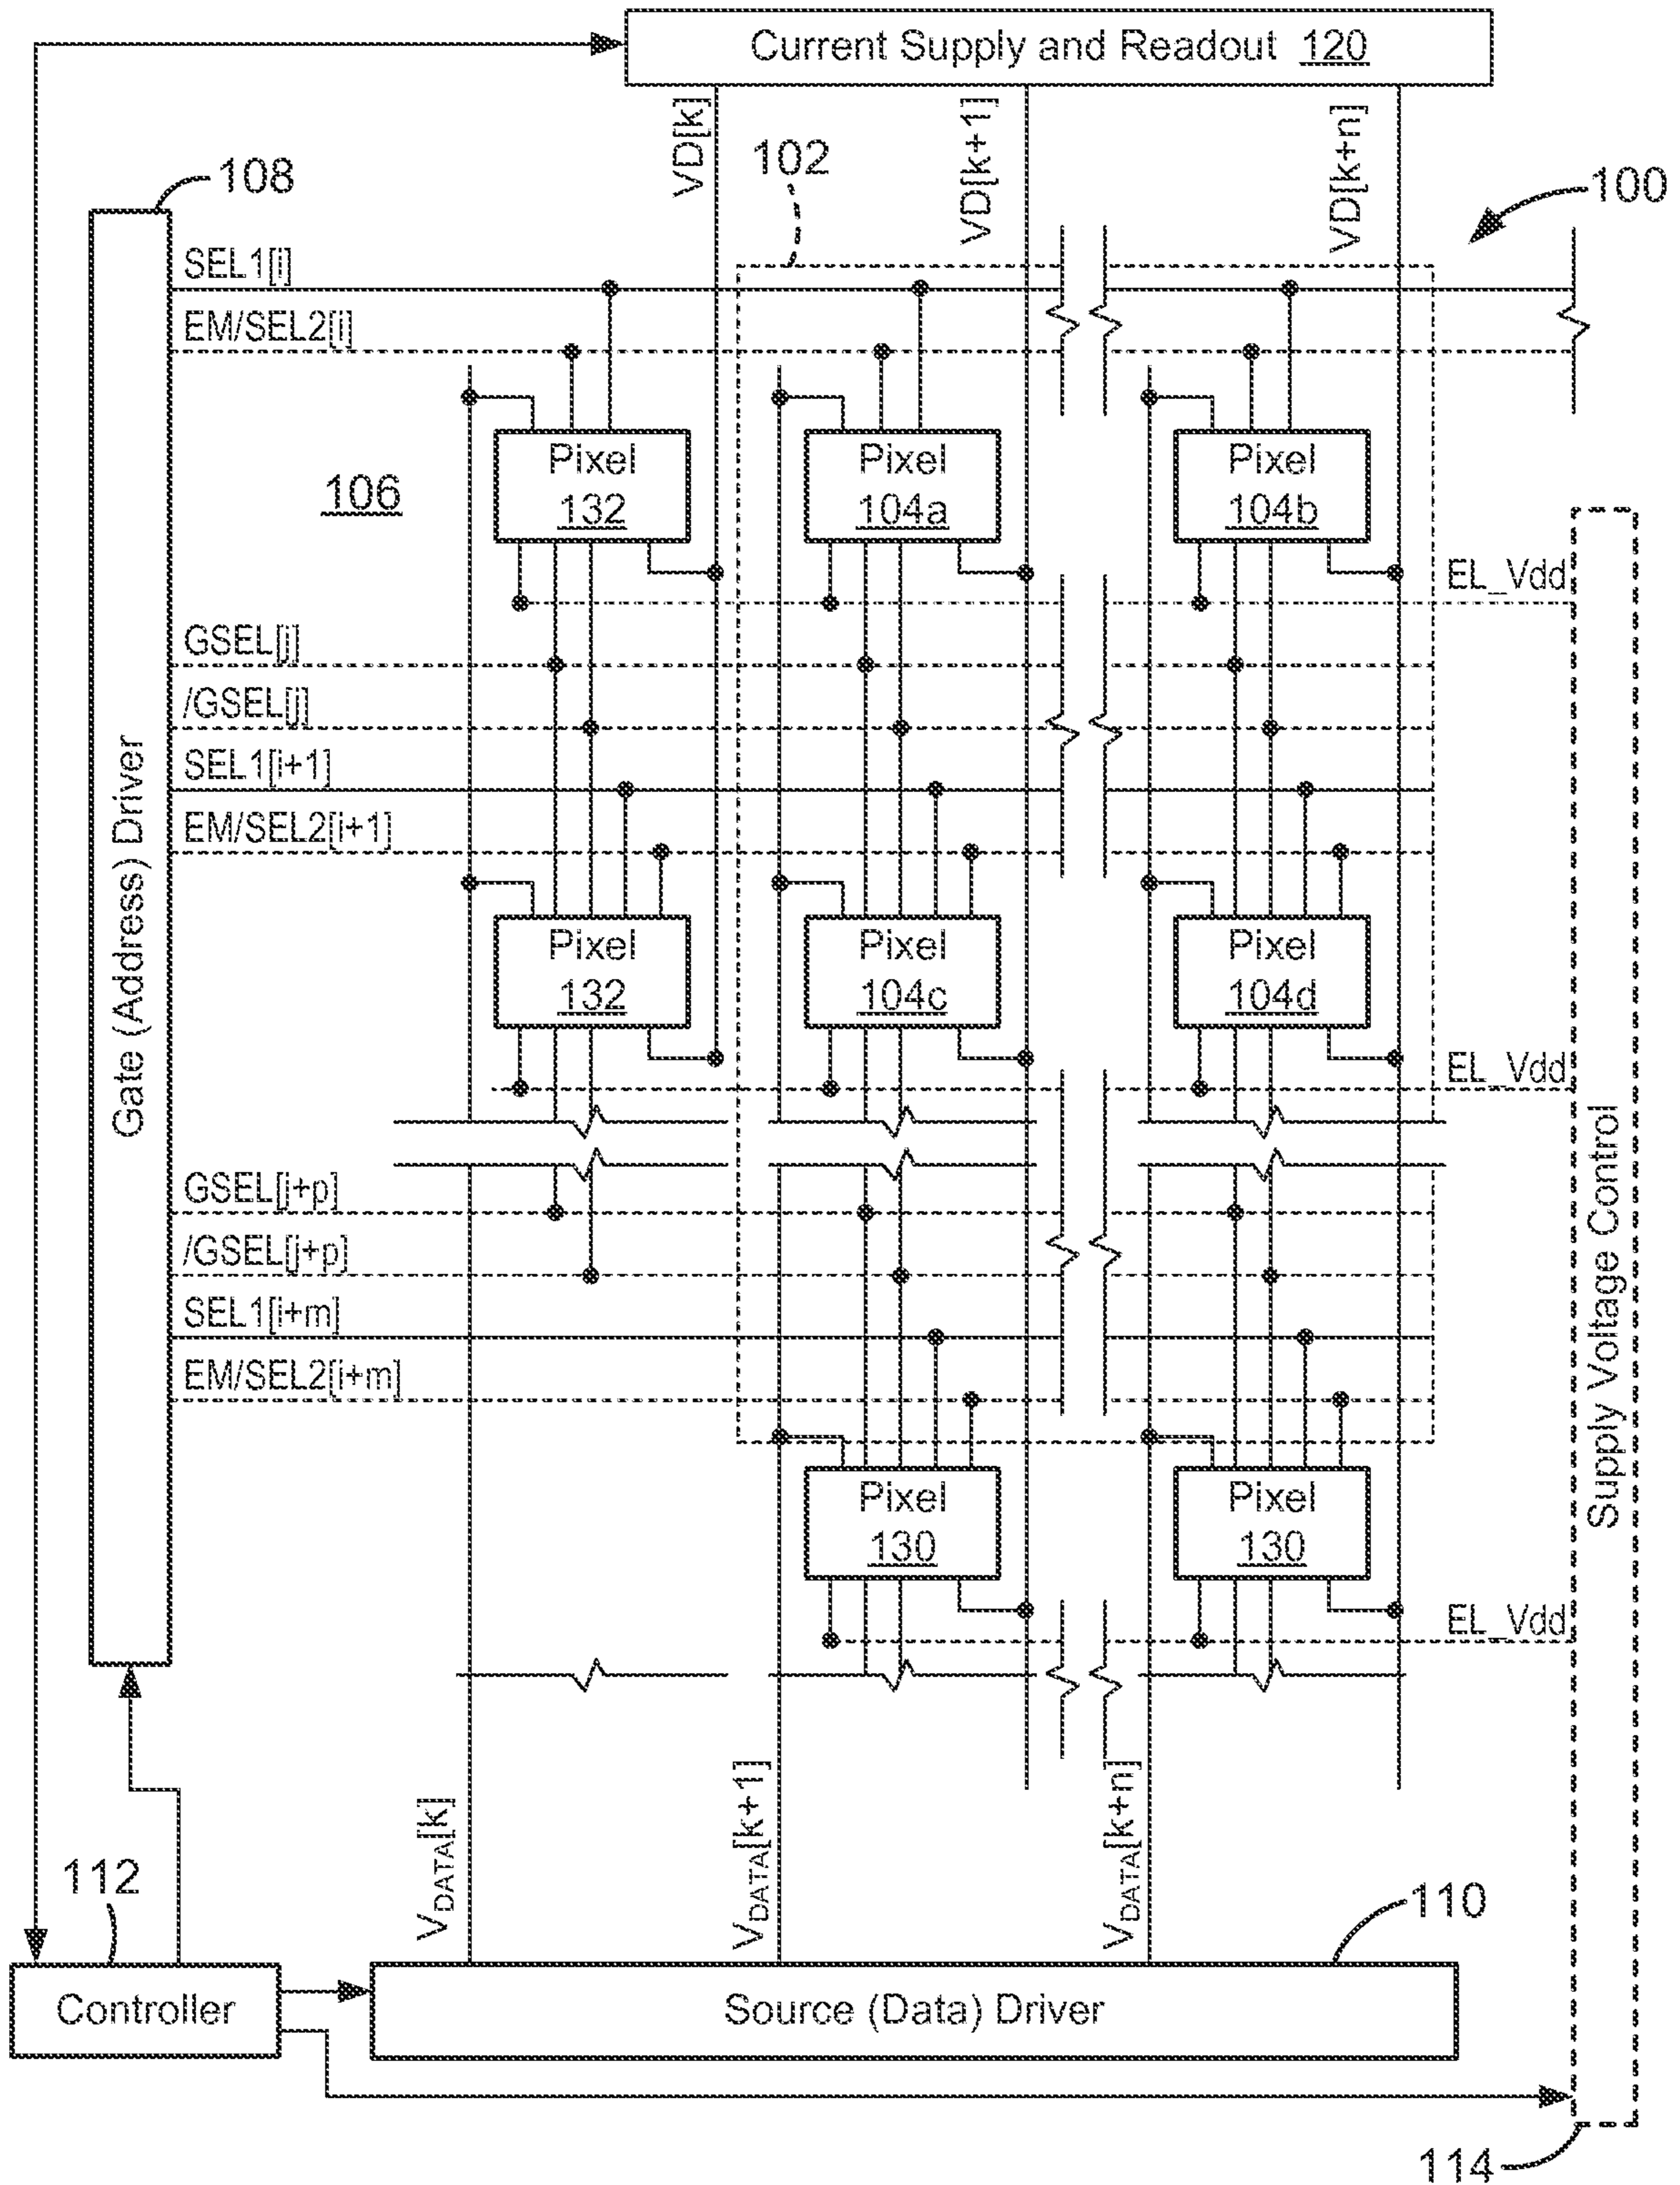 Current Supply and Readout 120
VD[k]
VD[k+1]
VD[k+n]
102
100
108
SEL1[i]
EM/SEL2[i]
106
Pixel
132
Pixel
104a
Pixel
104b
EL_Vdd
GSEL[j]
/GSEL[j]
SEL1[i+1]
EM/SEL2[i+1]
Gate (Address) Driver
Pixel
132
Pixel
104c
Pixel
104d
EL_Vdd
GSEL[j+p]
/GSEL[j+p]
SEL1[i+m]
EM/SEL2[i+m]
Supply Voltage Control
Pixel
130
Pixel
130
EL_Vdd
VDATA[k]
VDATA[k+1]
VDATA[k+n]
112
110
Controller
Source (Data) Driver
114